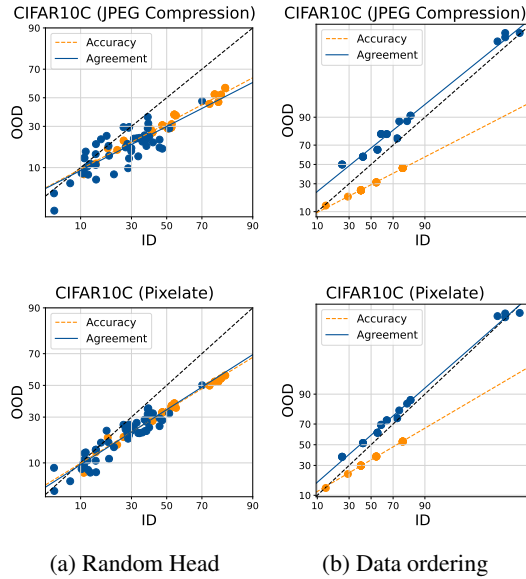 CIFAR10C (JPEG Compression)
90
70
50
30
10
OOD
Accuracy
Agreement
10
30
50
70
90
ID
CIFAR10C (JPEG Compression)
90
70
50
30
10
OOD
Accuracy
Agreement
10
30
50
70
90
ID
CIFAR10C (Pixelate)
90
70
50
30
10
OOD
Accuracy
Agreement
10
30
50
70
90
ID
CIFAR10C (Pixelate)
90
70
50
30
10
OOD
Accuracy
Agreement
10
30
50
70
90
ID
(a) Random Head
(b) Data ordering